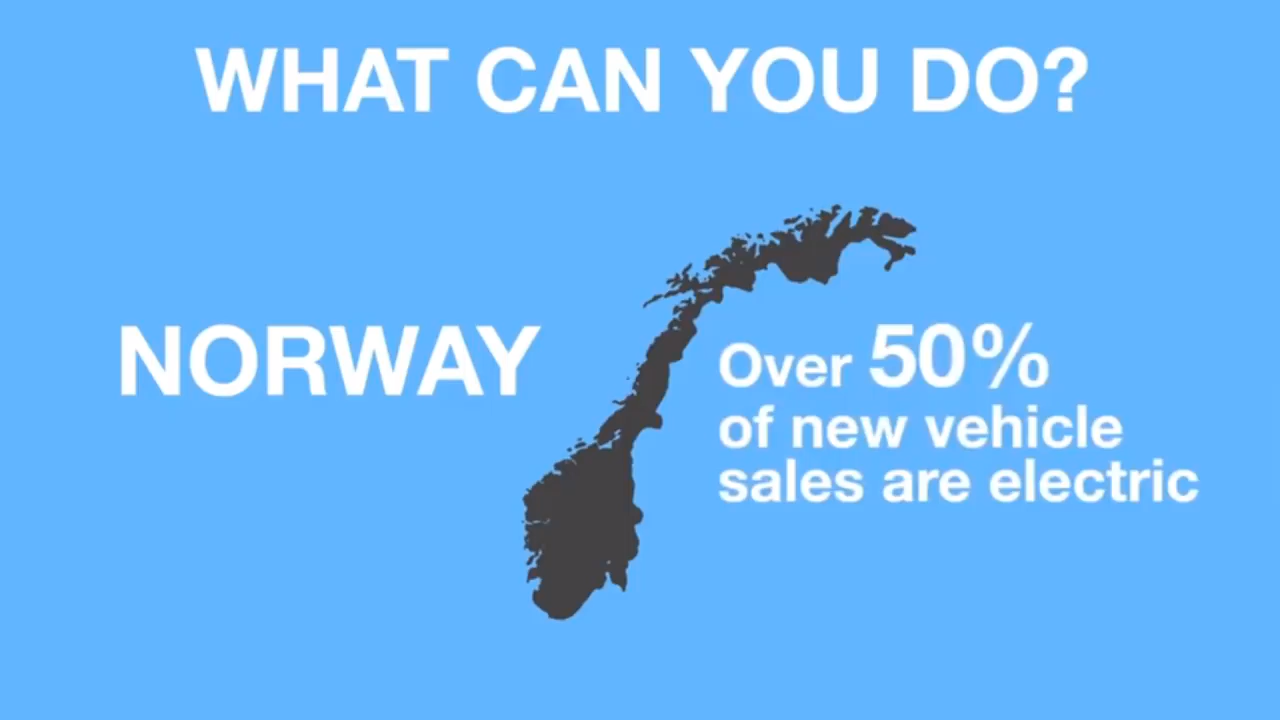 WHAT CAN YOU DO?
NORWAY
Over 50%
of new vehicle
sales are electric